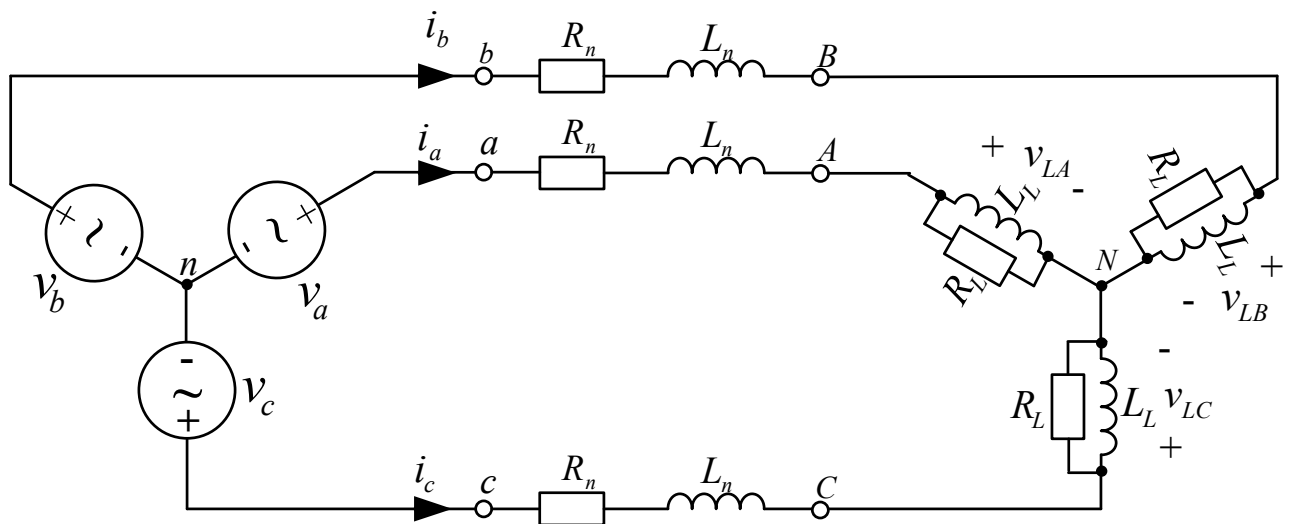 i_b b R_n L_n B
i_a a R_n L_n A
+ v_LA -
L_L
R_L
R_L
L_L
+ - v_LB
N
+ - v_b
n
- + v_a
- + v_c
R_L L_L
- v_LC +
i_c c R_n L_n C